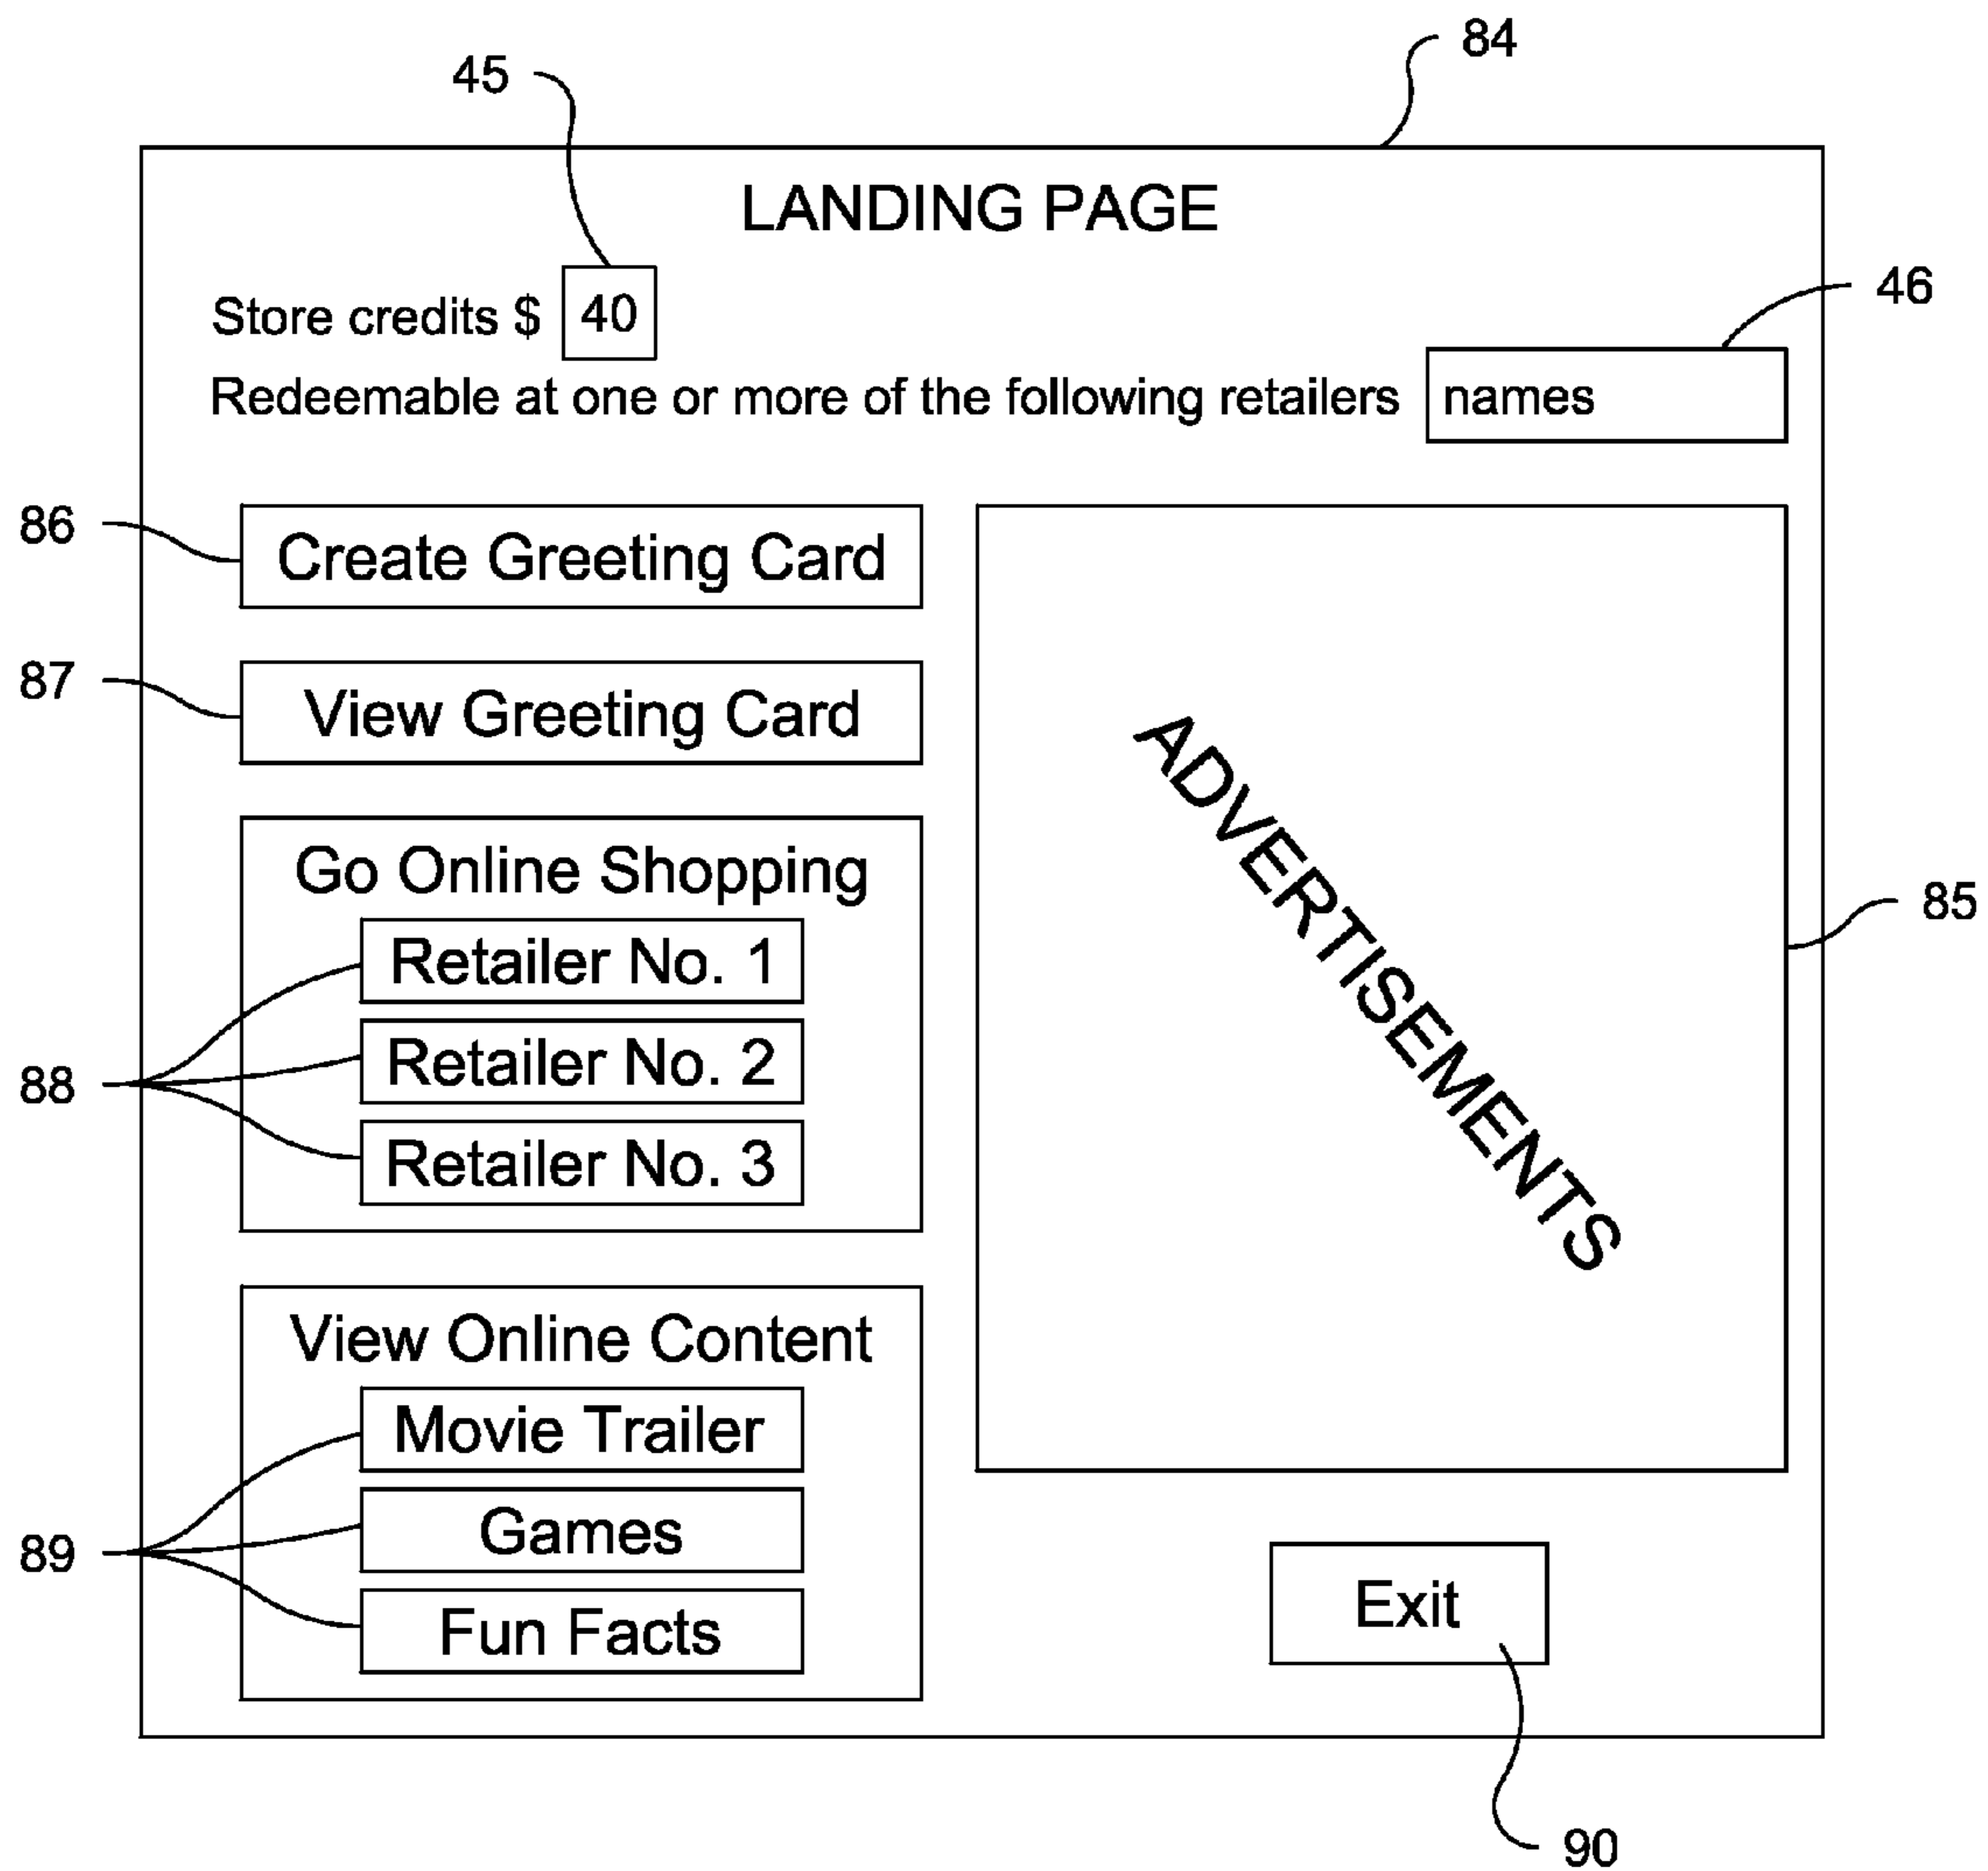 84
45
LANDING PAGE
46
Store credits $ 40
Redeemable at one or more of the following retailers names
86
Create Greeting Card
87
View Greeting Card
Go Online Shopping
Retailer No. 1
Retailer No. 2
88
Retailer No. 3
ADVERTISEMENTS
85
View Online Content
Movie Trailer
Games
89
Fun Facts
Exit
90